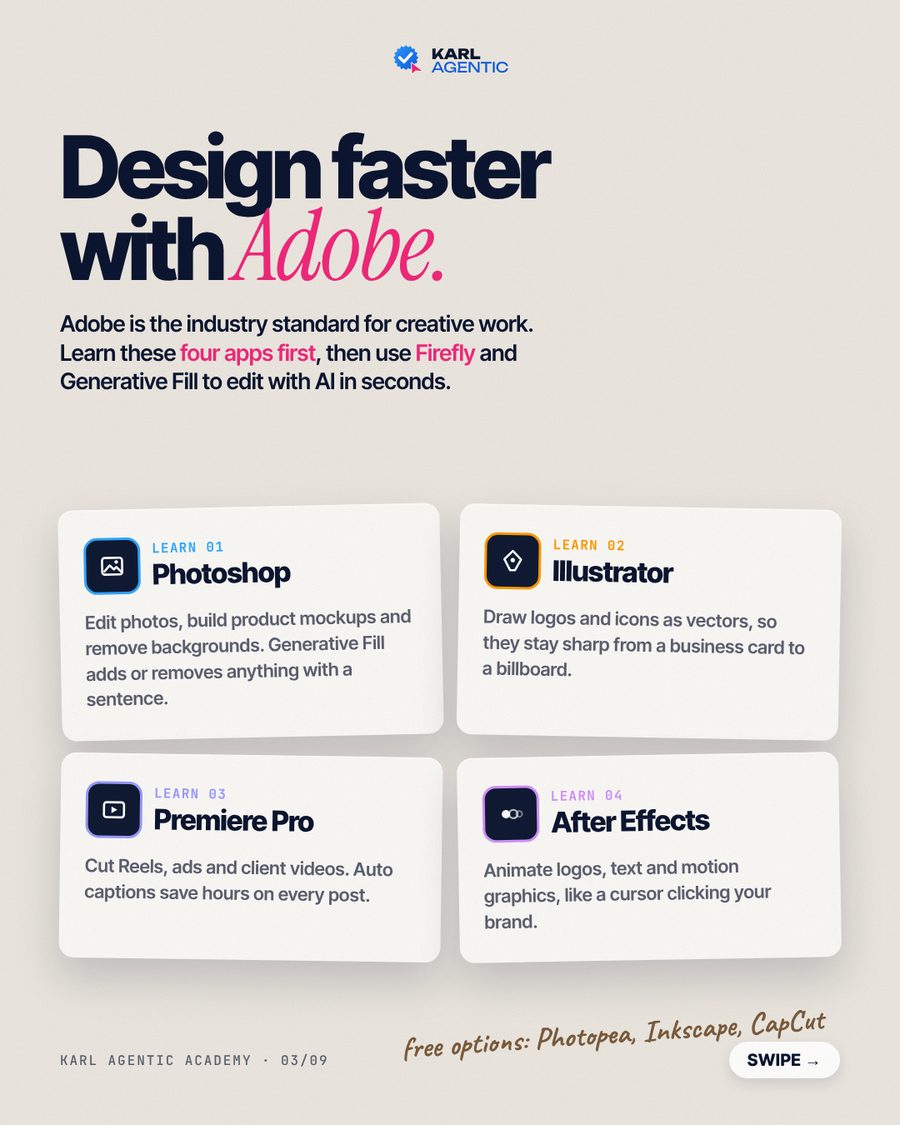 KARL
AGENTIC
Design faster
with Adobe.
Adobe is the industry standard for creative work.
Learn these four apps first, then use Firefly and
Generative Fill to edit with AI in seconds.
LEARN 01
Photoshop
Edit photos, build product mockups and
remove backgrounds. Generative Fill
adds or removes anything with a
sentence.
LEARN 02
Illustrator
Draw logos and icons as vectors, so
they stay sharp from a business card to
a billboard.
LEARN 03
Premiere Pro
Cut Reels, ads and client videos. Auto
captions save hours on every post.
LEARN 04
After Effects
Animate logos, text and motion
graphics, like a cursor clicking your
brand.
free options: Photopea, Inkscape, CapCut
KARL AGENTIC ACADEMY · 03/09
SWIPE →